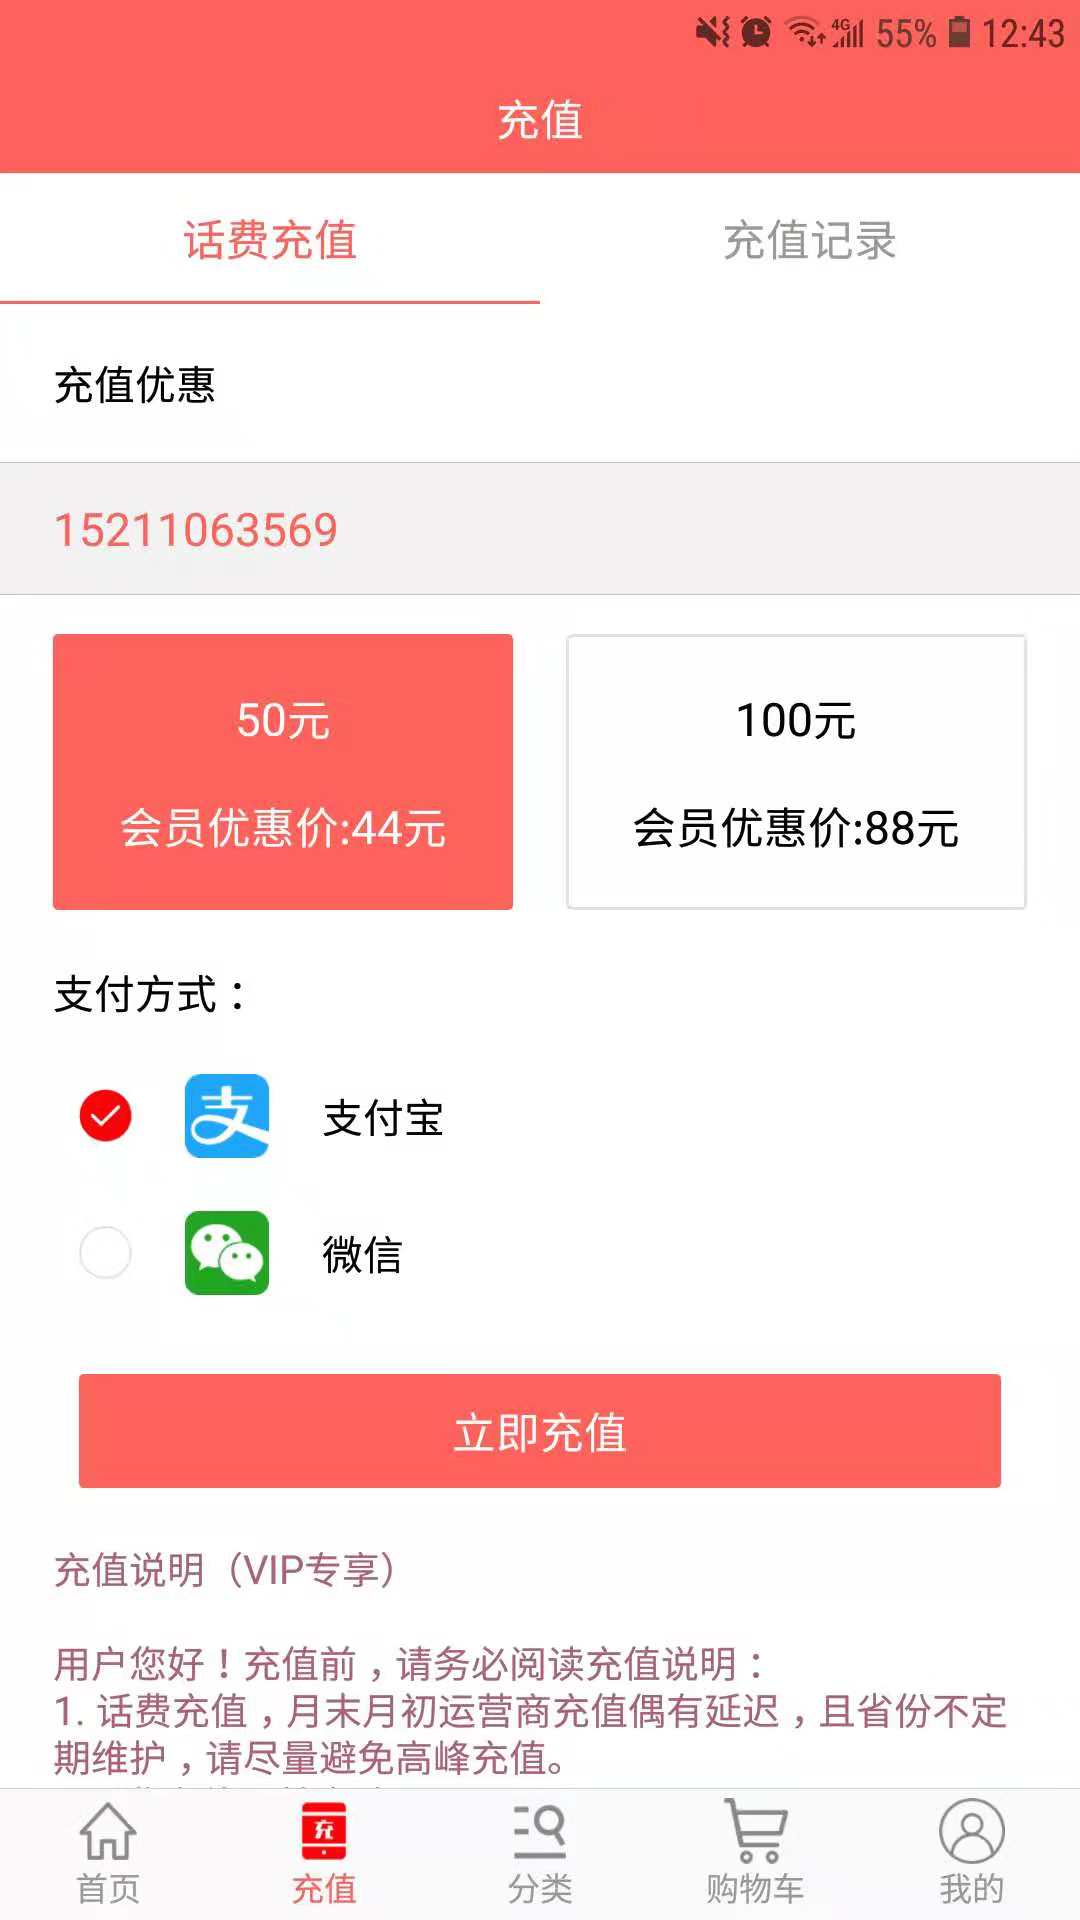 4G 55% 12:43
充值
话费充值 充值记录
充值优惠
15211063569
50元 100元
会员优惠价:44元 会员优惠价:88元
支付方式：
支 支付宝
微信
立即充值
充值说明（VIP专享）
用户您好！充值前，请务必阅读充值说明：
1. 话费充值，月末月初运营商充值偶有延迟，且省份不定
期维护，请尽量避免高峰充值。
充
首页 充值 分类 购物车 我的